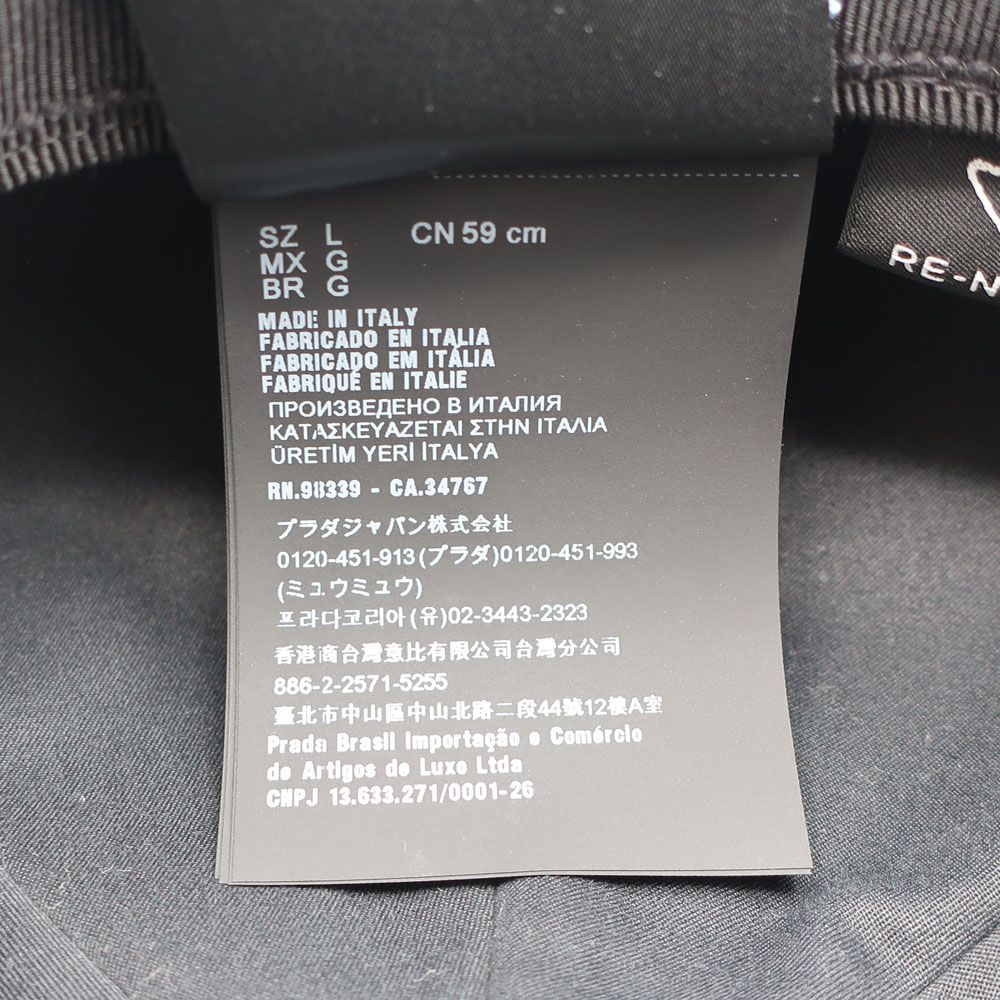 SZ L CN 59 cm
MX G
BR G
MADE IN ITALY
FABRICADO EN ITALIA
FABRICADO EM ITÁLIA
FABRIQUÉ EN ITALIE
ПРОИЗВЕДЕНО В ИТАЛИЯ
ΚΑΤΑΣΚΕΥΑΖΕΤΑΙ ΣΤΗΝ ΙΤΑΛΙΑ
ÜRETİM YERİ İTALYA
RN.98339 - CA.34767
プラダジャパン株式会社
0120-451-913(プラダ)0120-451-993
(ミュウミュウ)
프라다코리아(유)02-3443-2323
香港商台灣意比有限公司台灣分公司
886-2-2571-5255
臺北市中山區中山北路二段44號12樓A室
Prada Brasil Importação e Comércio
de Artigos de Luxo Ltda
CNPJ 13.633.271/0001-26
RE-N